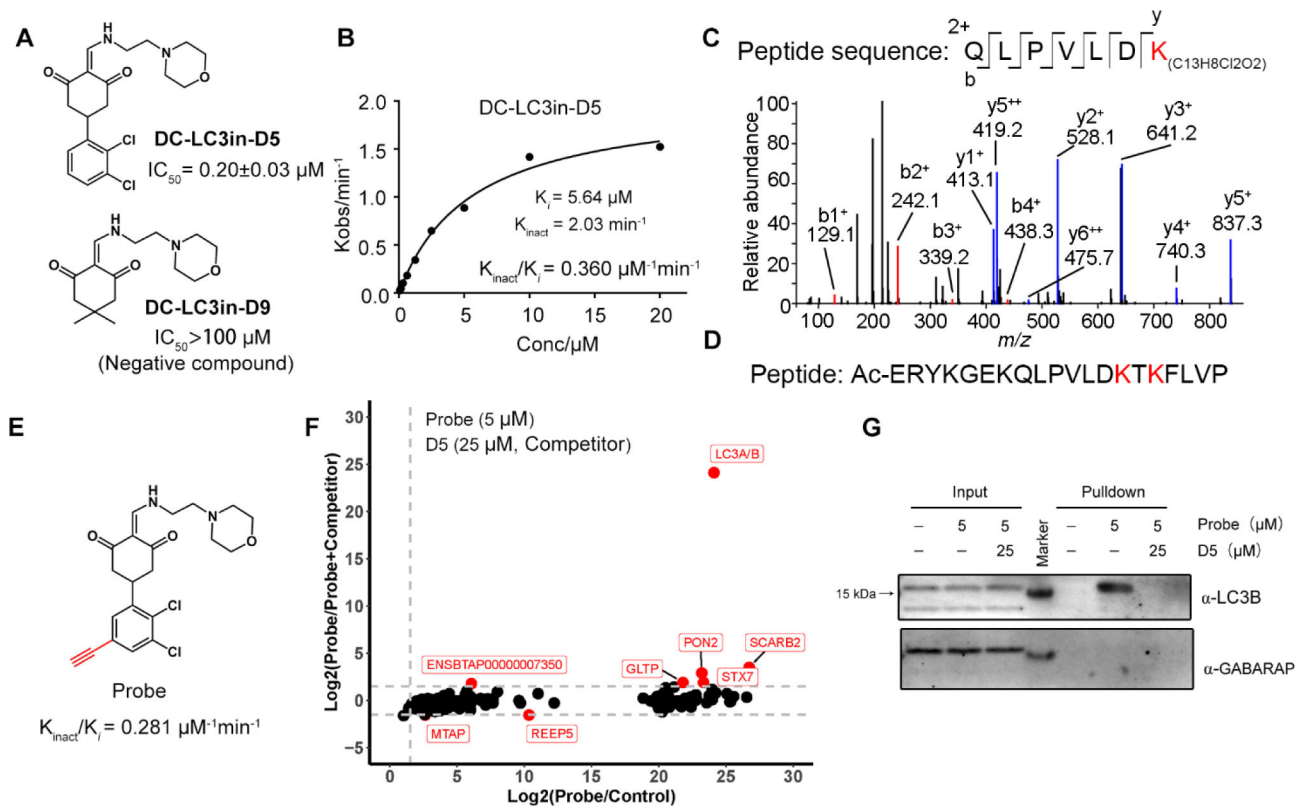 A
H
N
N
O
O
O
Cl
Cl
DC-LC3in-D5
IC50 = 0.20±0.03 μM
H
N
N
O
O
O
DC-LC3in-D9
IC50>100 μM
(Negative compound)
B
DC-LC3in-D5
Kobs/min-1
2.0
1.5
1.0
0.5
0.0
Ki = 5.64 μM
Kinact = 2.03 min-1
Kinact/Ki = 0.360 μM-1min-1
0
5
10
15
20
Conc/μM
C
Peptide sequence:
2+
y
Q L P V L D K(C13H8Cl2O2)
b
Relative abundance
100
80
60
40
20
0
b1+
129.1
b2+
242.1
b3+
339.2
y1+
413.1
y5++
419.2
b4+
438.3
y6++
475.7
y2+
528.1
y3+
641.2
y4+
740.3
y5+
837.3
100 200 300 400 500 600 700 800
m/z
D
Peptide: Ac-ERYKGEKQLPVLDKTKFLVP
E
H
N
N
O
O
O
Cl
Cl
Probe
Kinact/Ki = 0.281 μM-1min-1
F
Probe (5 μM)
D5 (25 μM, Competitor)
Log2(Probe/Probe+Competitor)
30
25
20
15
10
5
0
−5
LC3A/B
PON2
SCARB2
GLTP
STX7
ENSBTAP00000007350
MTAP
REEP5
0 5 10 15 20 25 30
Log2(Probe/Control)
G
Input
Pulldown
– 5 5 Marker – 5 5 Probe (μM)
– – 25 – – 25 D5 (μM)
15 kDa→
α-LC3B
α-GABARAP